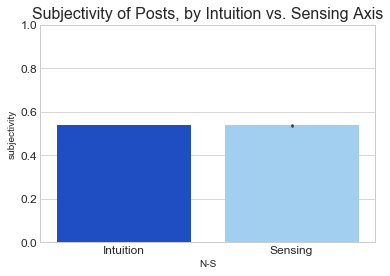 Subjectivity of Posts, by Intuition vs. Sensing Axis
1.0
0.8
0.6
0.4
0.2
0.0
subjectivity
Intuition
Sensing
N-S